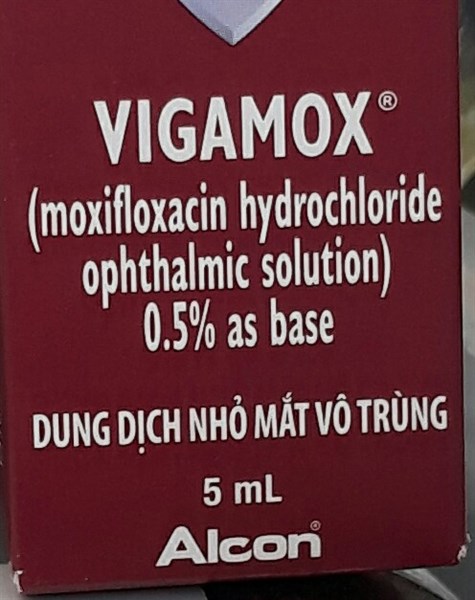 VIGAMOX®
(moxifloxacin hydrochloride
ophthalmic solution)
0.5% as base
DUNG DỊCH NHỎ MẮT VÔ TRÙNG
5 mL
Alcon®